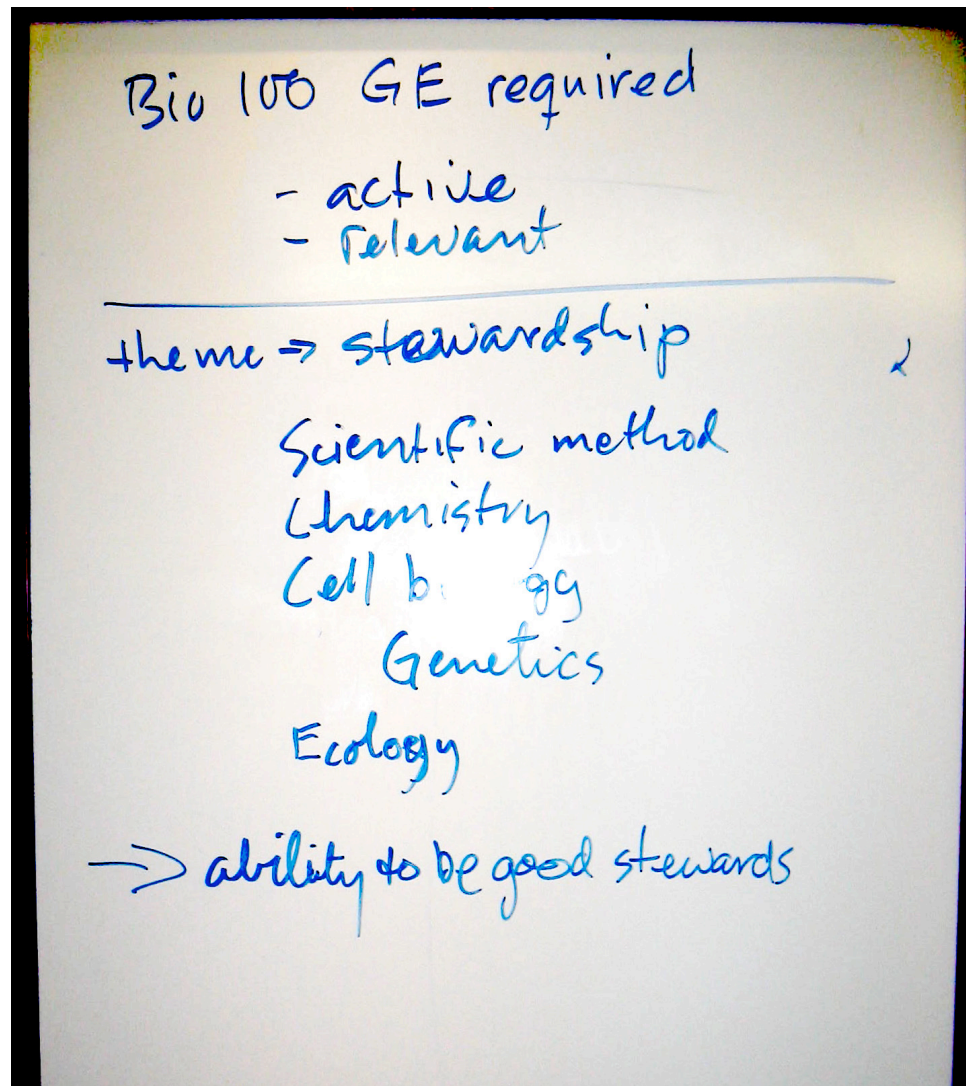 Bio 100 GE required
- active
- relevant
theme => stewardship
Scientific method
Chemistry
Cell b gy
Genetics
Ecology
-> ability to be good stewards